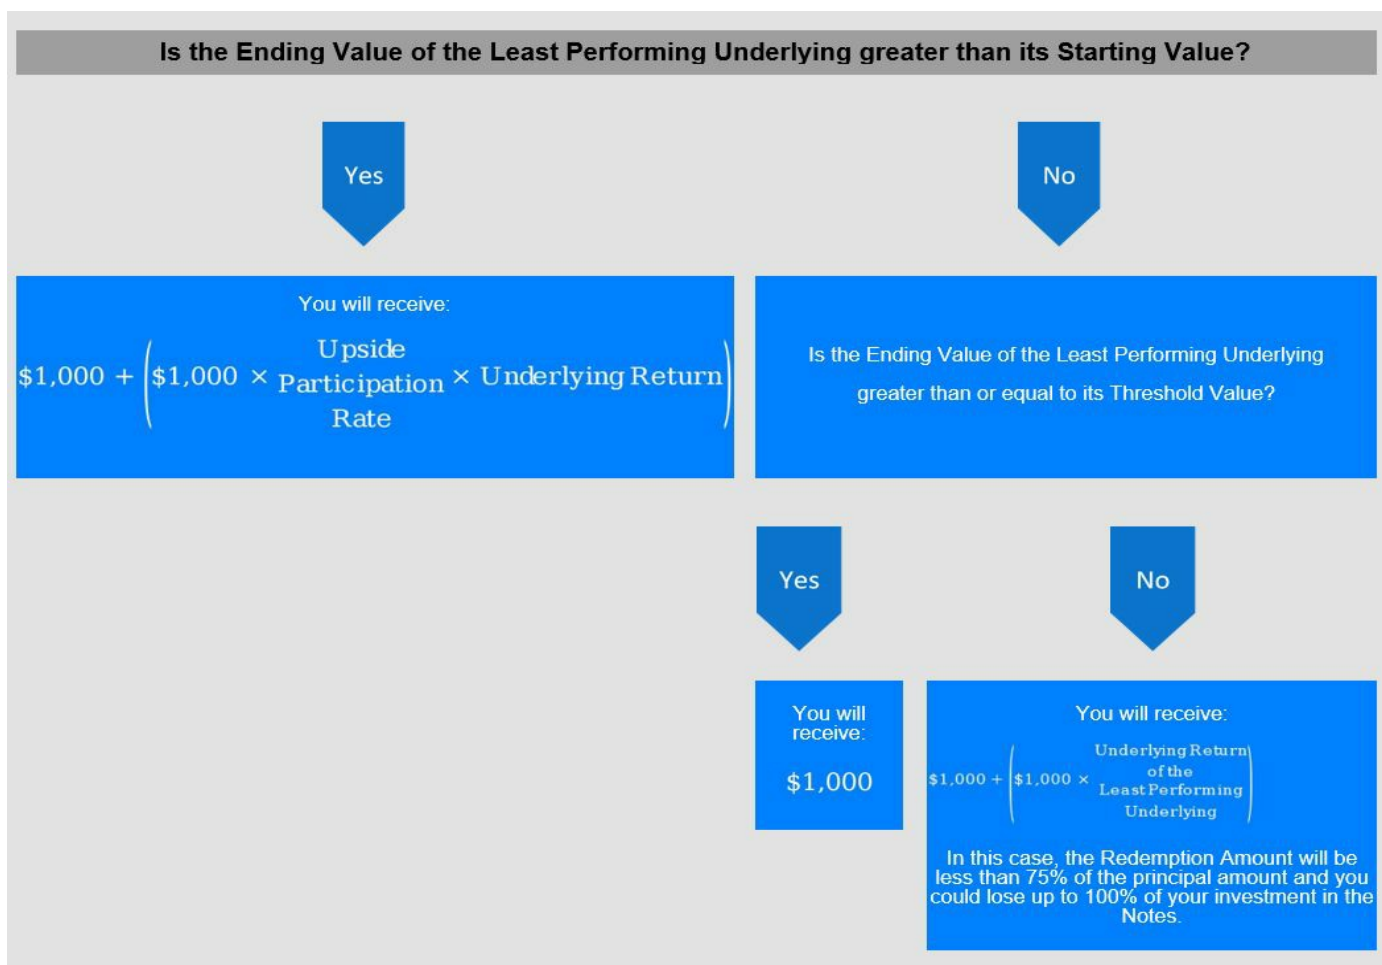 Is the Ending Value of the Least Performing Underlying greater than its Starting Value?
Yes
No
You will receive:
$1,000 + ($1,000 × Upside Participation Rate × Underlying Return)
Is the Ending Value of the Least Performing Underlying
greater than or equal to its Threshold Value?
Yes
No
You will
receive:
$1,000
You will receive:
$1,000 + ($1,000 × Underlying Return of the Least Performing Underlying)
In this case, the Redemption Amount will be
less than 75% of the principal amount and you
could lose up to 100% of your investment in the
Notes.